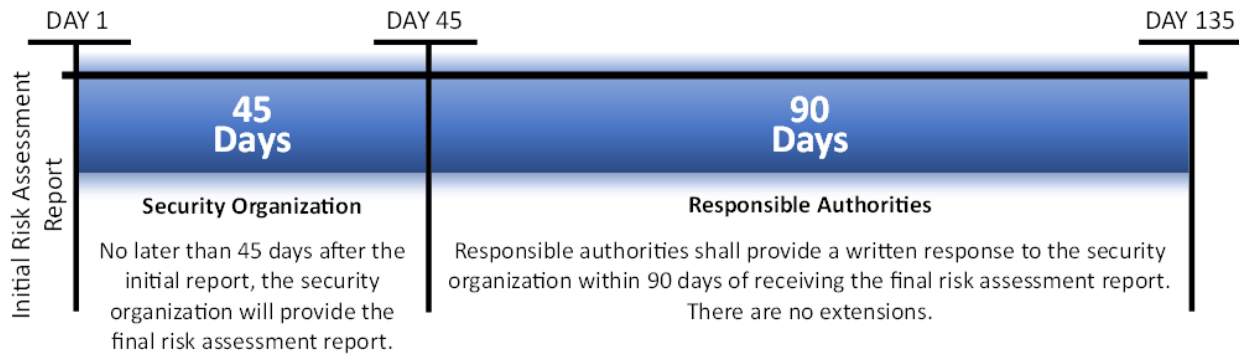 DAY 1
DAY 45
DAY 135
Initial Risk Assessment
Report
45
Days
90
Days
Security Organization
No later than 45 days after the
initial report, the security
organization will provide the
final risk assessment report.
Responsible Authorities
Responsible authorities shall provide a written response to the security
organization within 90 days of receiving the final risk assessment report.
There are no extensions.